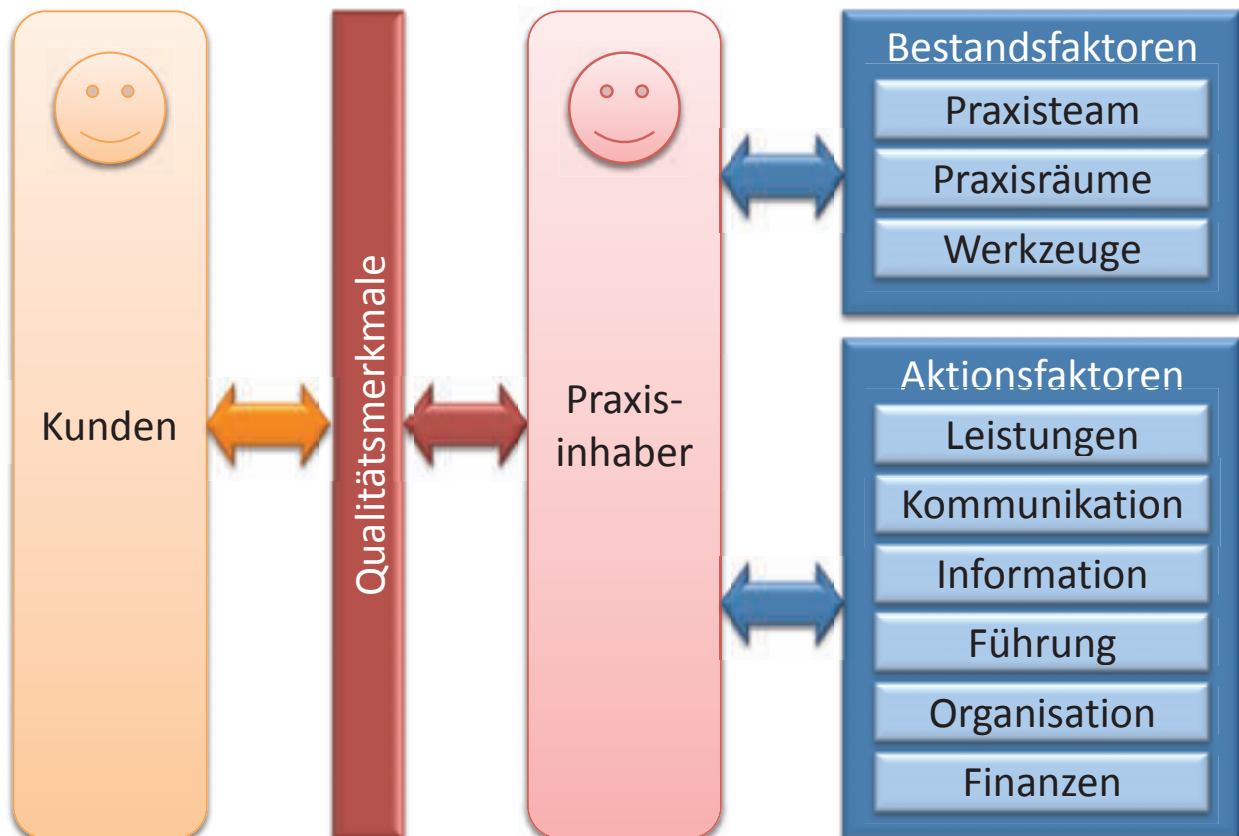 Kunden
Qualitätsmerkmale
Praxis-
inhaber
Bestandsfaktoren
Praxisteam
Praxisräume
Werkzeuge
Aktionsfaktoren
Leistungen
Kommunikation
Information
Führung
Organisation
Finanzen